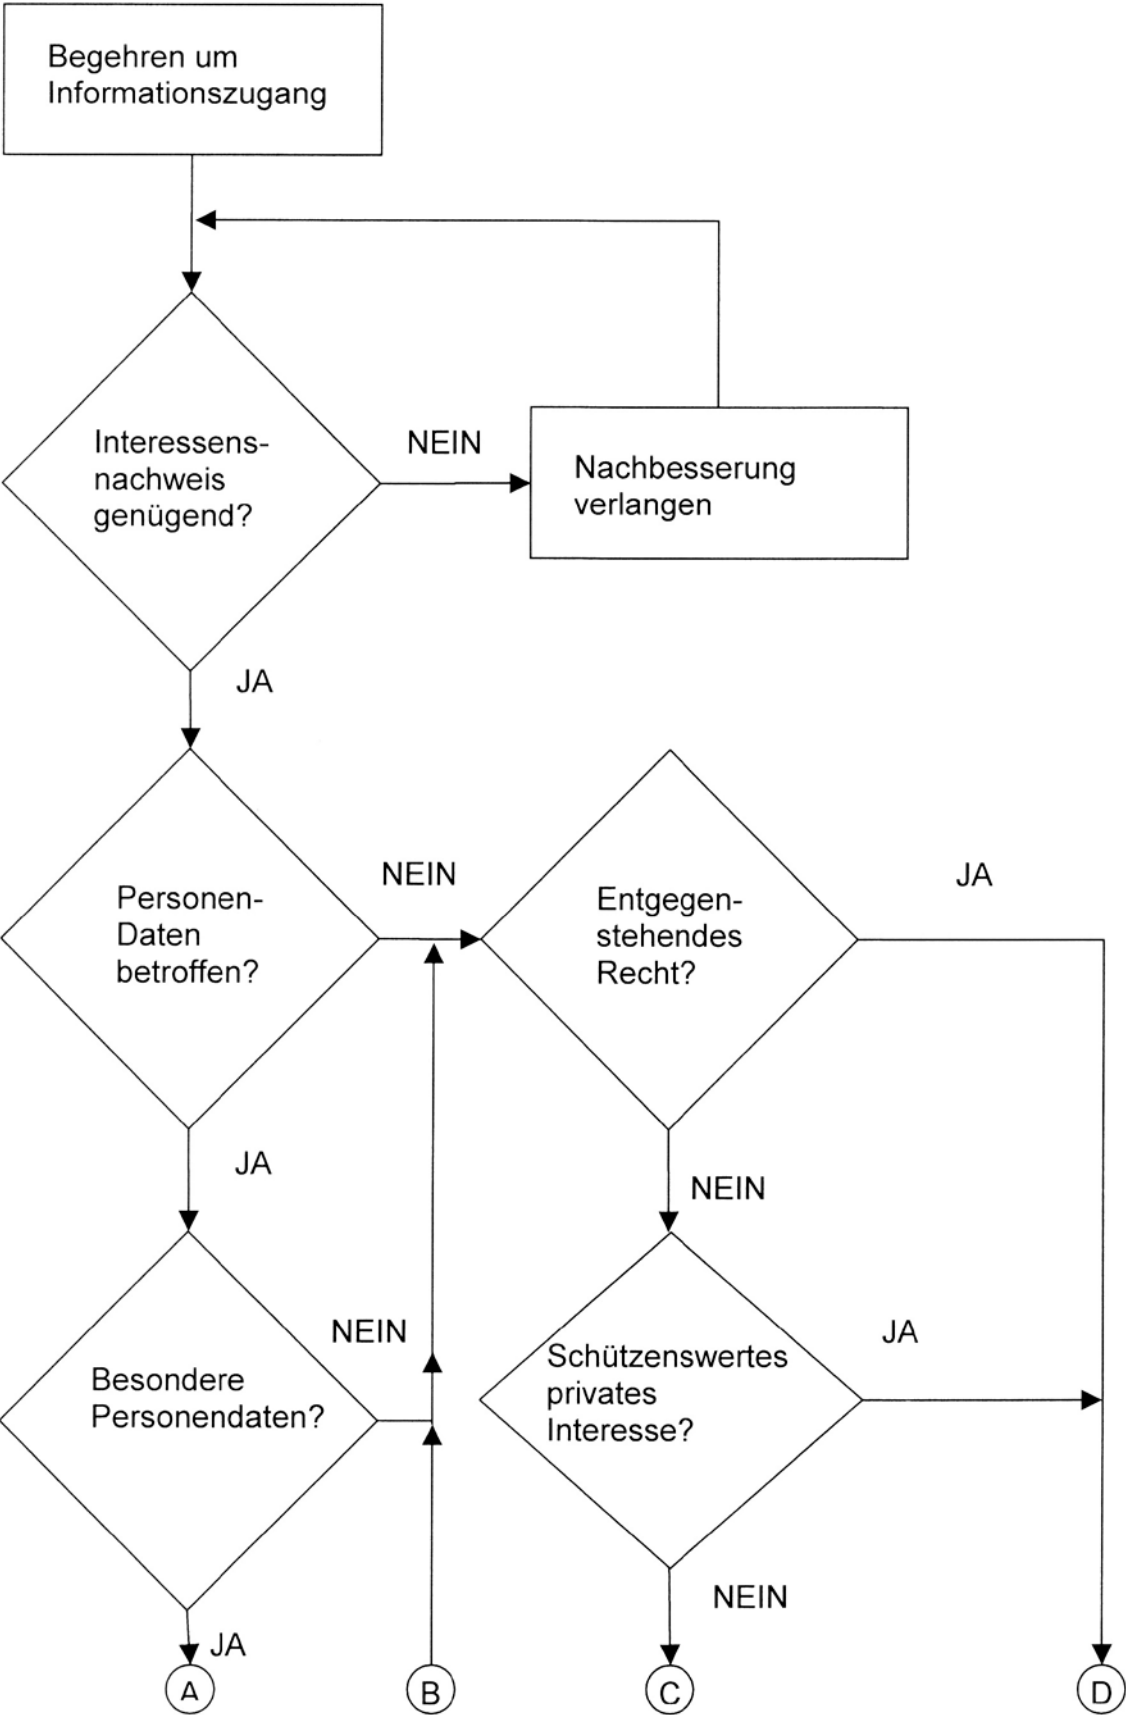 Begehren um
Informationszugang
Interessens-
nachweis
genügend?
NEIN
Nachbesserung
verlangen
JA
Personen-
Daten
betroffen?
NEIN
Entgegen-
stehendes
Recht?
JA
JA
NEIN
Besondere
Personendaten?
NEIN
Schützenswertes
privates
Interesse?
JA
NEIN
JA
A
B
C
D